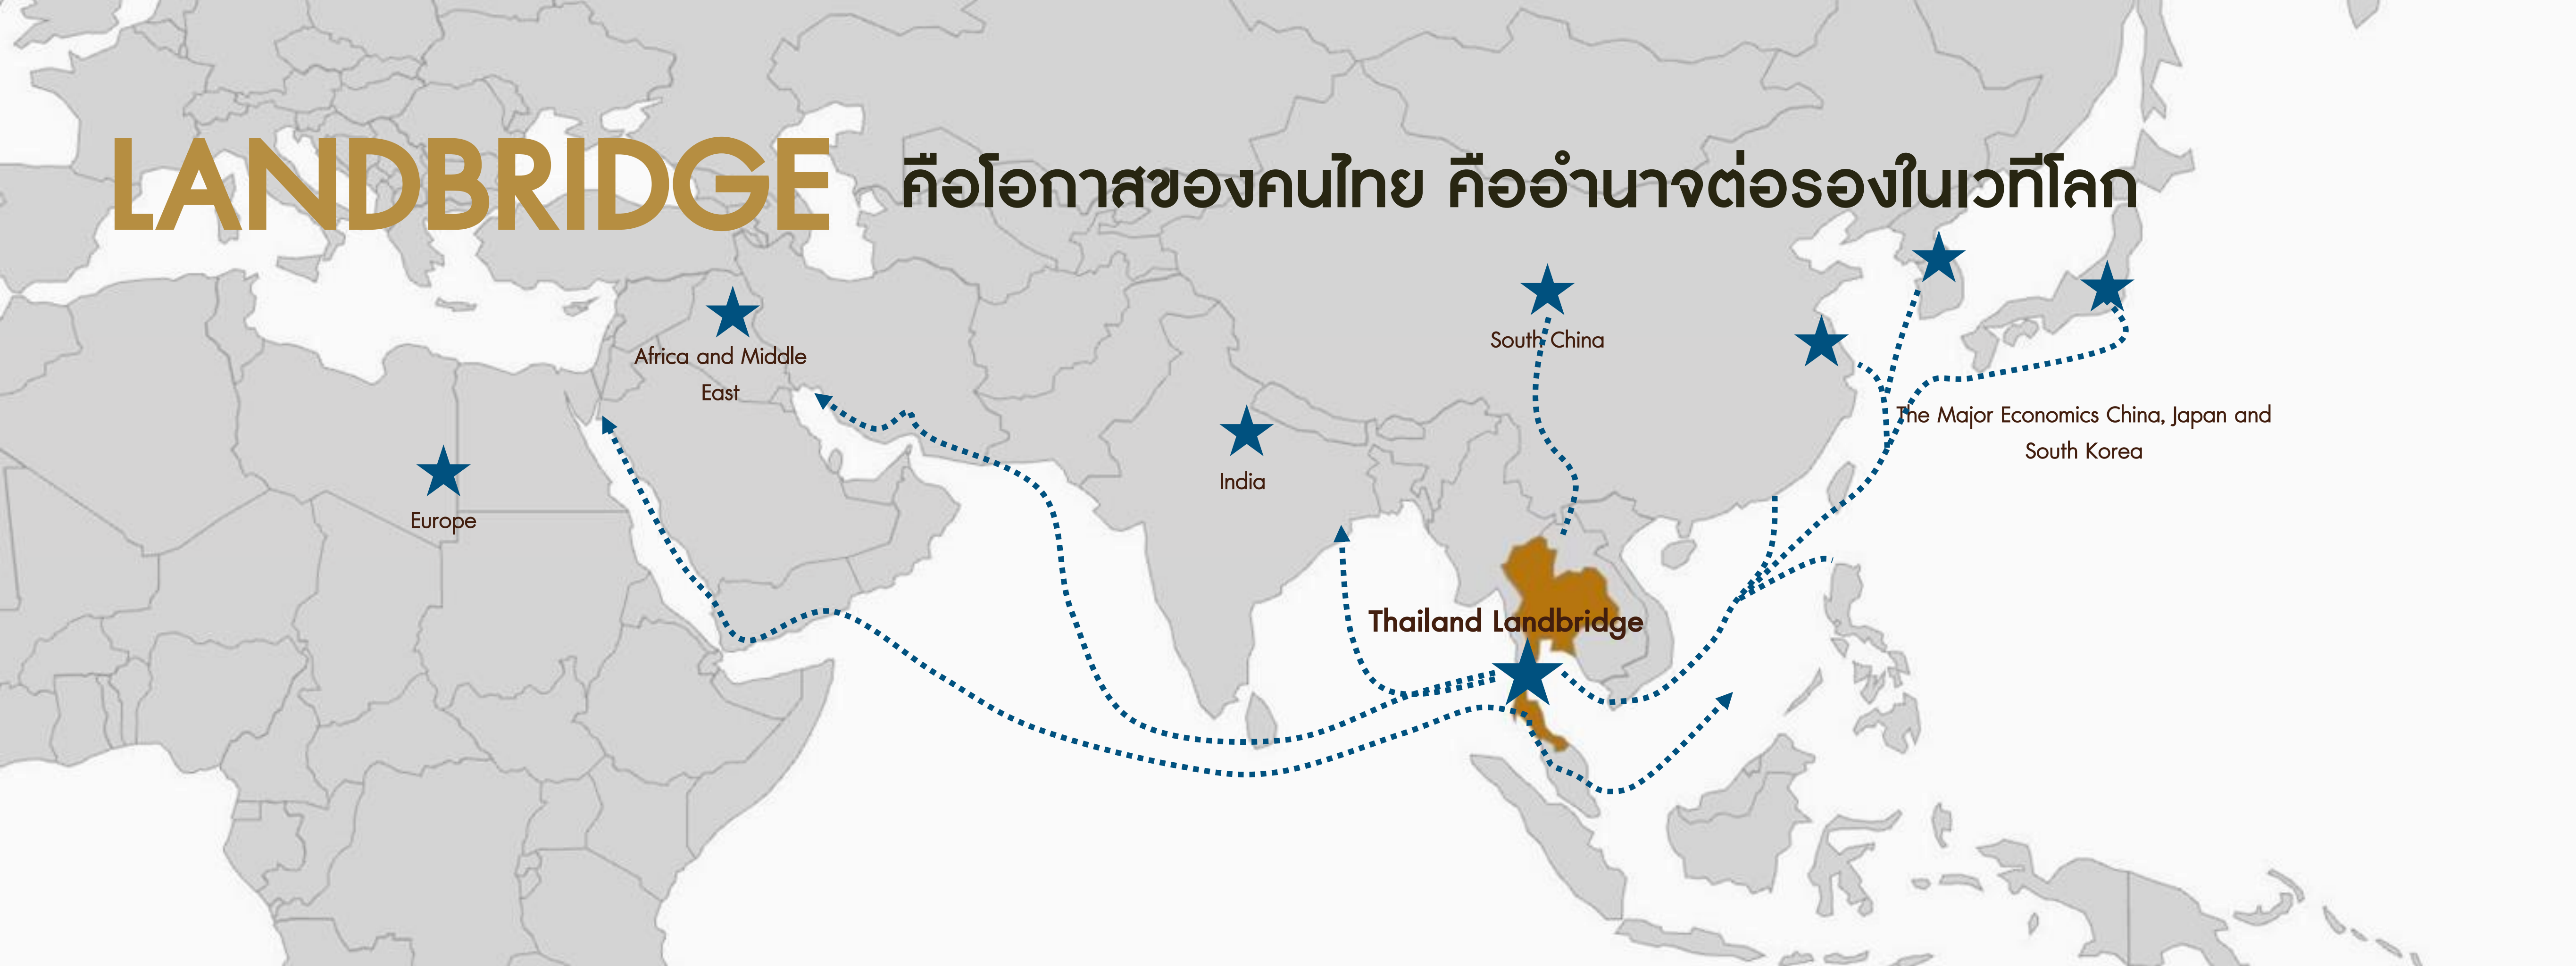 LANDBRIDGE คือโอกาสของคนไทย คืออำนาจต่อรองในเวทีโลก
South China
Africa and Middle
East
The Major Economics China, Japan and
South Korea
India
Europe
Thailand Landbridge